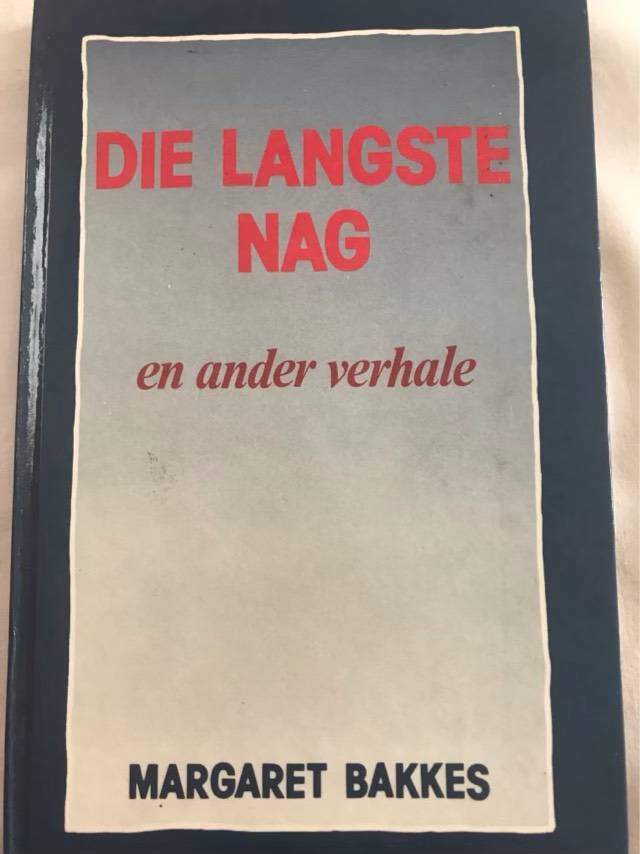 DIE LANGSTE
NAG
en ander verhale
MARGARET BAKKES